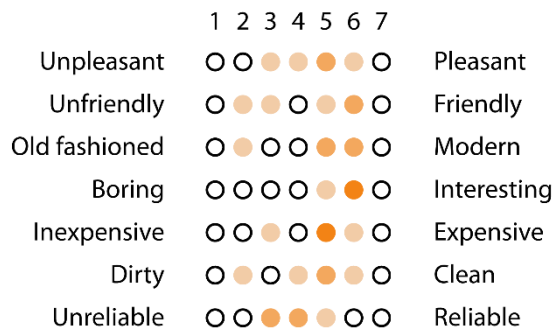 1 2 3 4 5 6 7
Unpleasant Pleasant
Unfriendly Friendly
Old fashioned Modern
Boring Interesting
Inexpensive Expensive
Dirty Clean
Unreliable Reliable